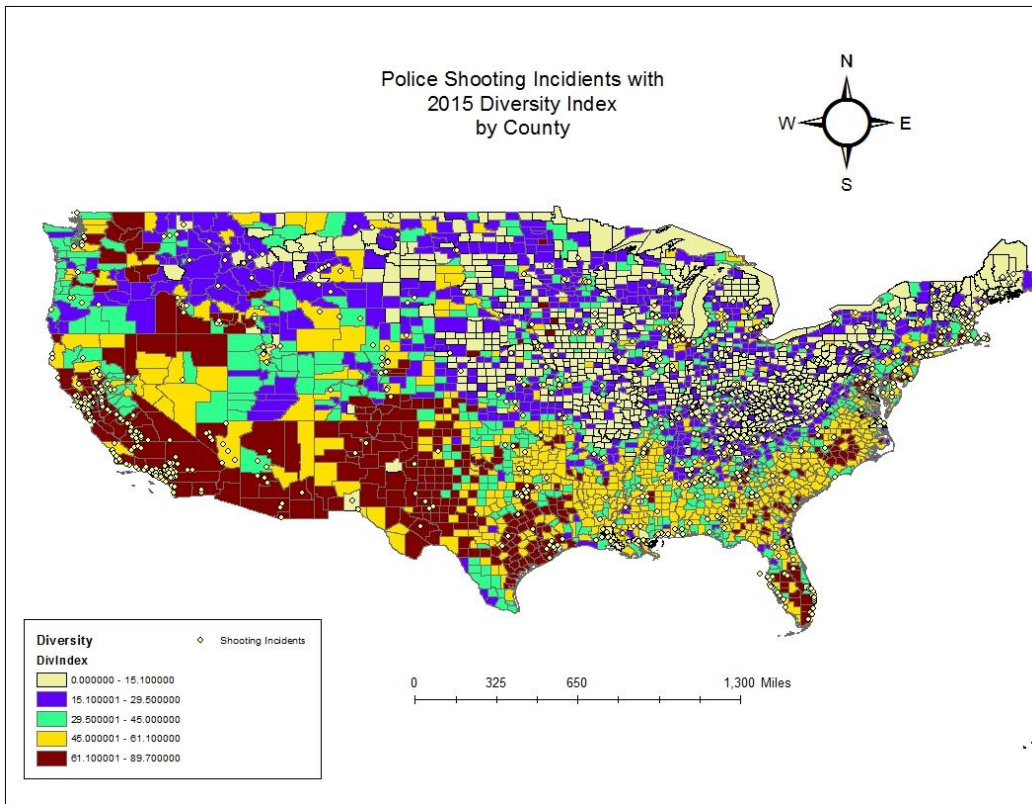 Police Shooting Incidents with
2015 Diversity Index
by County
N
W E
S
Diversity
Shooting Incidents
DivIndex
0.000000 - 15.100000
15.100001 - 29.500000
29.500001 - 45.000000
45.000001 - 61.100000
61.100001 - 89.700000
0 325 650 1,300 Miles